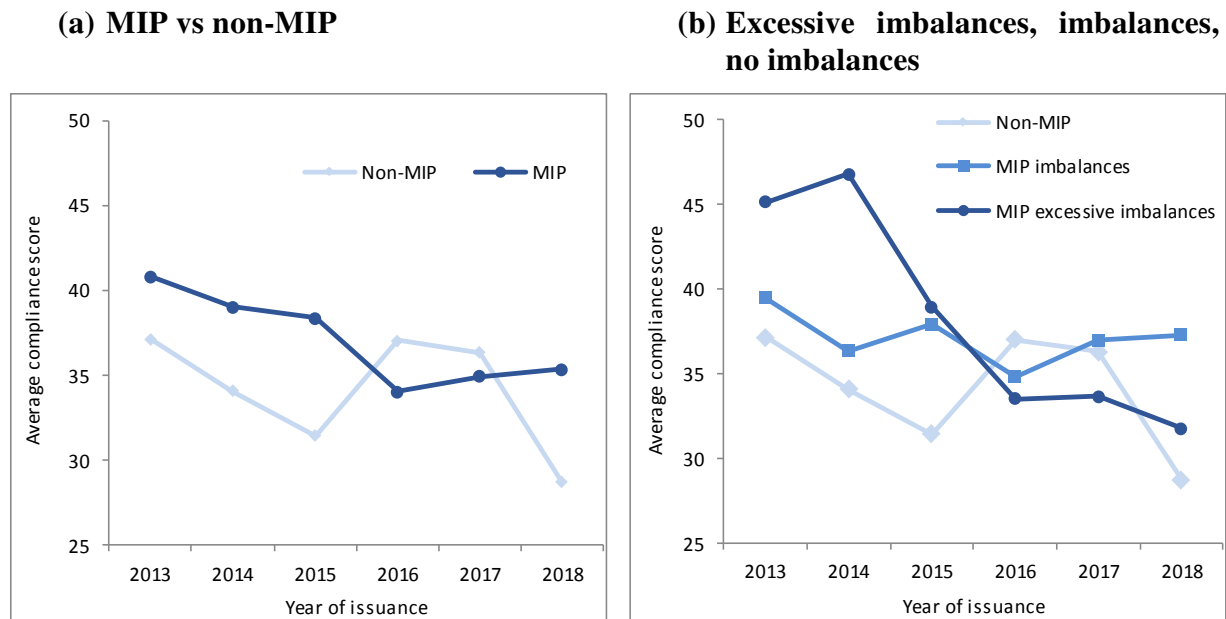 (a) MIP vs non-MIP
50
45
40
35
30
25
Average compliance score
Non-MIP
MIP
2013 2014 2015 2016 2017 2018
Year of issuance
(b) Excessive imbalances, imbalances,
no imbalances
50
45
40
35
30
25
Average compliance score
Non-MIP
MIP imbalances
MIP excessive imbalances
2013 2014 2015 2016 2017 2018
Year of issuance